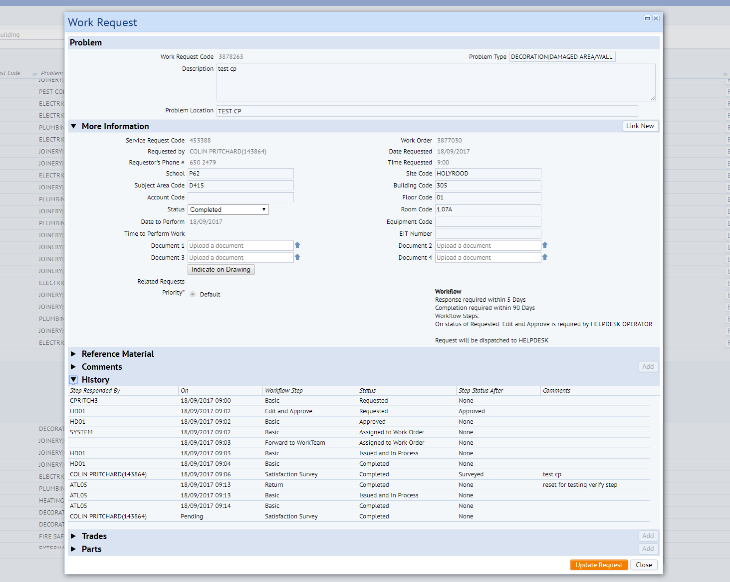 Work Request
Problem
Work Request Code 3878263 Problem Type DECORATION|DAMAGED AREA/WALL...
Description test cp
Problem Location TEST CP
More Information Link New
Service Request Code 453388 Work Order 3877030
Requested by COLIN PRITCHARD(143864) Date Requested 18/09/2017
Requestor's Phone # 650 2479 Time Requested 9:00
School P62 Site Code HOLYROOD
Subject Area Code D415 Building Code 305
Account Code Floor Code 01
Status Completed Room Code 1.07A
Date to Perform 18/09/2017 Equipment Code
Time to Perform Work EIT Number
Document 1 Upload a document Document 2 Upload a document
Document 3 Upload a document Document 4 Upload a document
Indicate on Drawing
Related Requests
Priority* Default
Workflow
Response required within 5 Days
Completion required within 90 Days
Workflow Steps:
On status of Requested: Edit and Approve is required by HELPDESK OPERATOR
Request will be dispatched to HELPDESK
Reference Material
Comments Add
History
Step Responded By On Workflow Step Status Step Status After Comments
CPRITCH3 18/09/2017 09:00 Basic Requested None
HD01 18/09/2017 09:02 Edit and Approve Requested Approved
HD01 18/09/2017 09:02 Basic Approved None
SYSTEM 18/09/2017 09:02 Basic Assigned to Work Order None
18/09/2017 09:03 Forward to WorkTeam Assigned to Work Order None
HD01 18/09/2017 09:03 Basic Issued and In Process None
HD01 18/09/2017 09:04 Basic Completed None
COLIN PRITCHARD(143864) 18/09/2017 09:06 Satisfaction Survey Completed Surveyed test cp
ATL05 18/09/2017 09:13 Return Completed None reset for testing verify step
ATL05 18/09/2017 09:13 Basic Issued and In Process None
ATL05 18/09/2017 09:14 Basic Completed None
COLIN PRITCHARD(143864) Pending Satisfaction Survey Completed None
Trades Add
Parts Add
Update Request Close